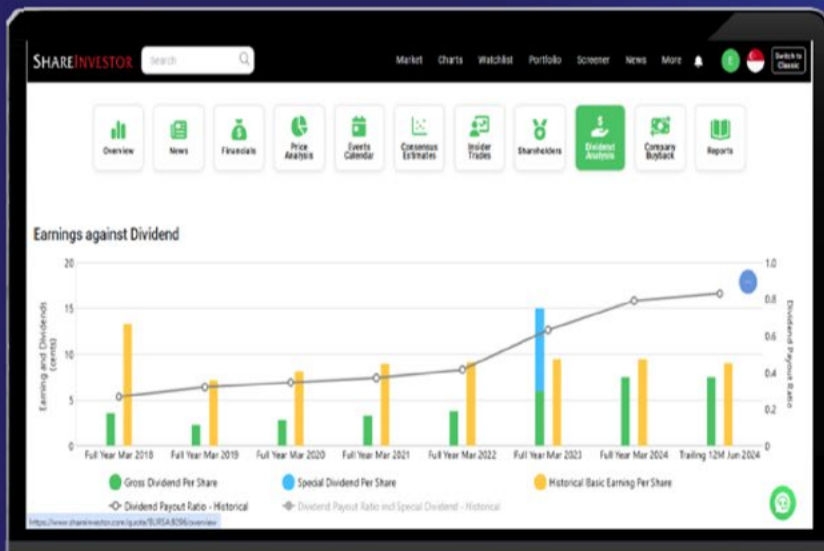 SHAREINVESTOR
Search
Market Charts Watchlist Portfolio Screener News More
Switch to
Classic
Overview
News
Financials
Price
Analysis
Events
Calendar
Consensus
Estimates
Insider
Trades
Shareholders
Dividend
Analysis
Company
Buyback
Reports
Earnings against Dividend
Earning and Dividends
(cents)
20
15
10
5
0
1.0
0.8
0.6
0.4
0.2
0
Dividend Payout Ratio
Full Year Mar 2018 Full Year Mar 2019 Full Year Mar 2020 Full Year Mar 2021 Full Year Mar 2022 Full Year Mar 2023 Full Year Mar 2024 Trailing 12M Jun 2024
Gross Dividend Per Share Special Dividend Per Share Historical Basic Earning Per Share
Dividend Payout Ratio - Historical Dividend Payout Ratio incl Special Dividend - Historical